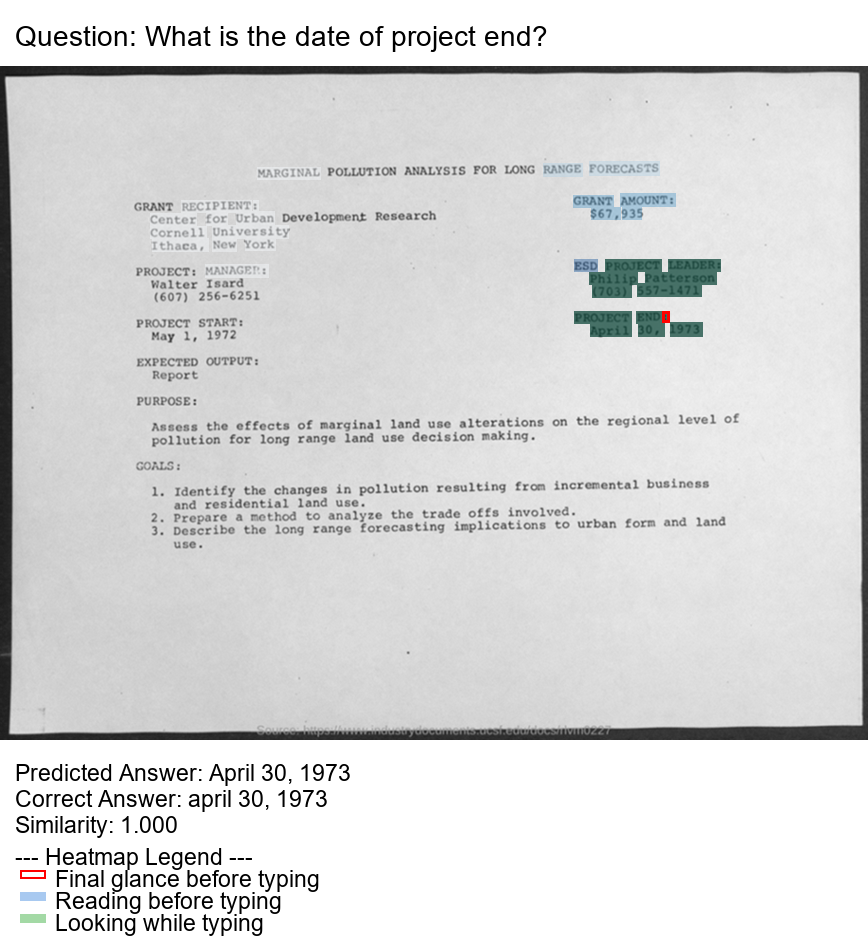 Question: What is the date of project end?
MARGINAL POLLUTION ANALYSIS FOR LONG RANGE FORECASTS
GRANT RECIPIENT:
Center for Urban Development Research
Cornell University
Ithaca, New York
GRANT AMOUNT:
$67,935
PROJECT: MANAGER:
Walter Isard
(607) 256-6251
ESD PROJECT LEADER:
Philip Patterson
(703) 557-1471
PROJECT START:
May 1, 1972
PROJECT END:
April 30, 1973
EXPECTED OUTPUT:
Report
PURPOSE:
Assess the effects of marginal land use alterations on the regional level of
pollution for long range land use decision making.
GOALS:
1. Identify the changes in pollution resulting from incremental business
and residential land use.
2. Prepare a method to analyze the trade offs involved.
3. Describe the long range forecasting implications to urban form and land
use.
Source: https://www.industrydocuments.ucsf.edu/docs/
Predicted Answer: April 30, 1973
Correct Answer: april 30, 1973
Similarity: 1.000
--- Heatmap Legend ---
Final glance before typing
Reading before typing
Looking while typing